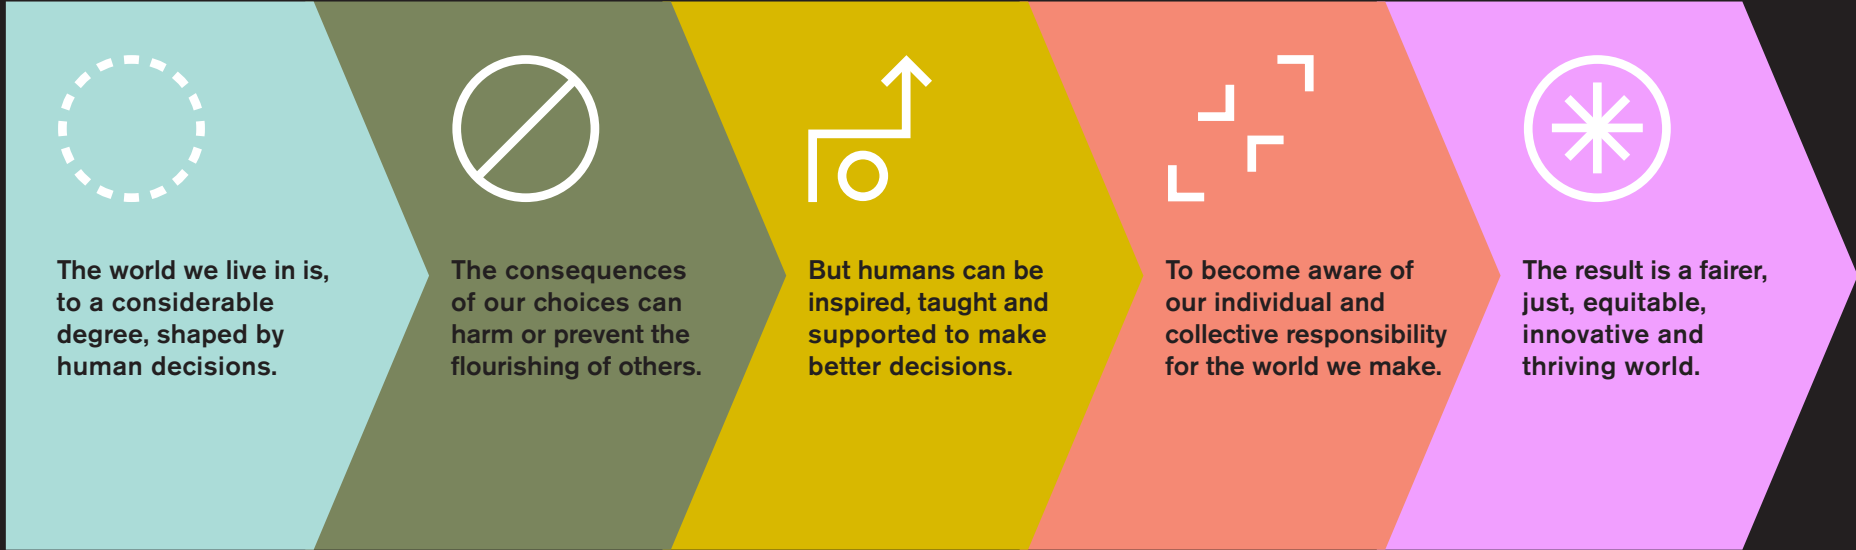 The world we live in is,
to a considerable
degree, shaped by
human decisions.
The consequences
of our choices can
harm or prevent the
flourishing of others.
But humans can be
inspired, taught and
supported to make
better decisions.
To become aware of
our individual and
collective responsibility
for the world we make.
The result is a fairer,
just, equitable,
innovative and
thriving world.